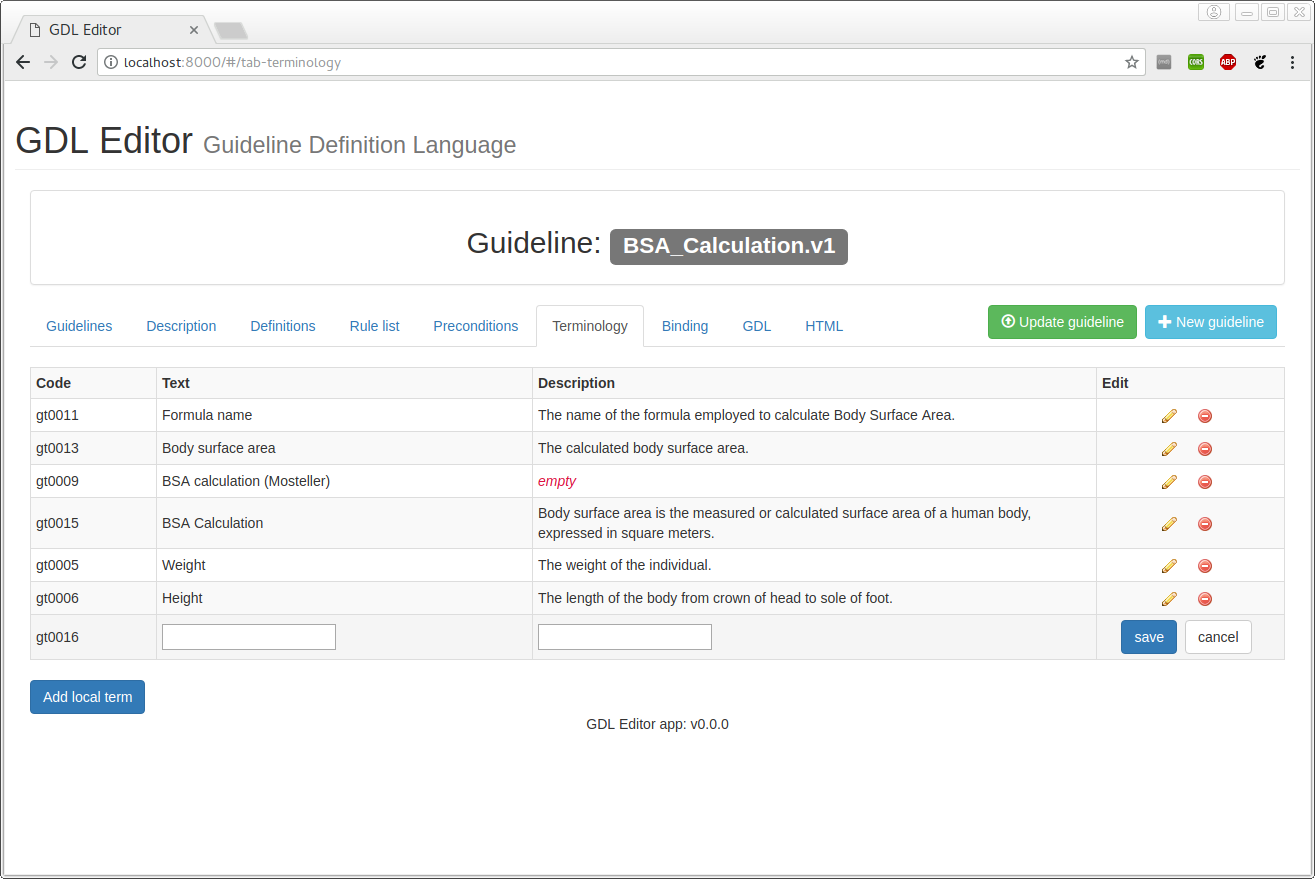 GDL Editor
localhost:8000/#/tab-terminology
CORS
ABP
GDL Editor Guideline Definition Language
Guideline: BSA_Calculation.v1
Guidelines Description Definitions Rule list Preconditions Terminology Binding GDL HTML Update guideline New guideline
Code Text Description Edit
gt0011 Formula name The name of the formula employed to calculate Body Surface Area.
gt0013 Body surface area The calculated body surface area.
gt0009 BSA calculation (Mosteller) empty
gt0015 BSA Calculation Body surface area is the measured or calculated surface area of a human body,
expressed in square meters.
gt0005 Weight The weight of the individual.
gt0006 Height The length of the body from crown of head to sole of foot.
gt0016 save cancel
Add local term
GDL Editor app: v0.0.0